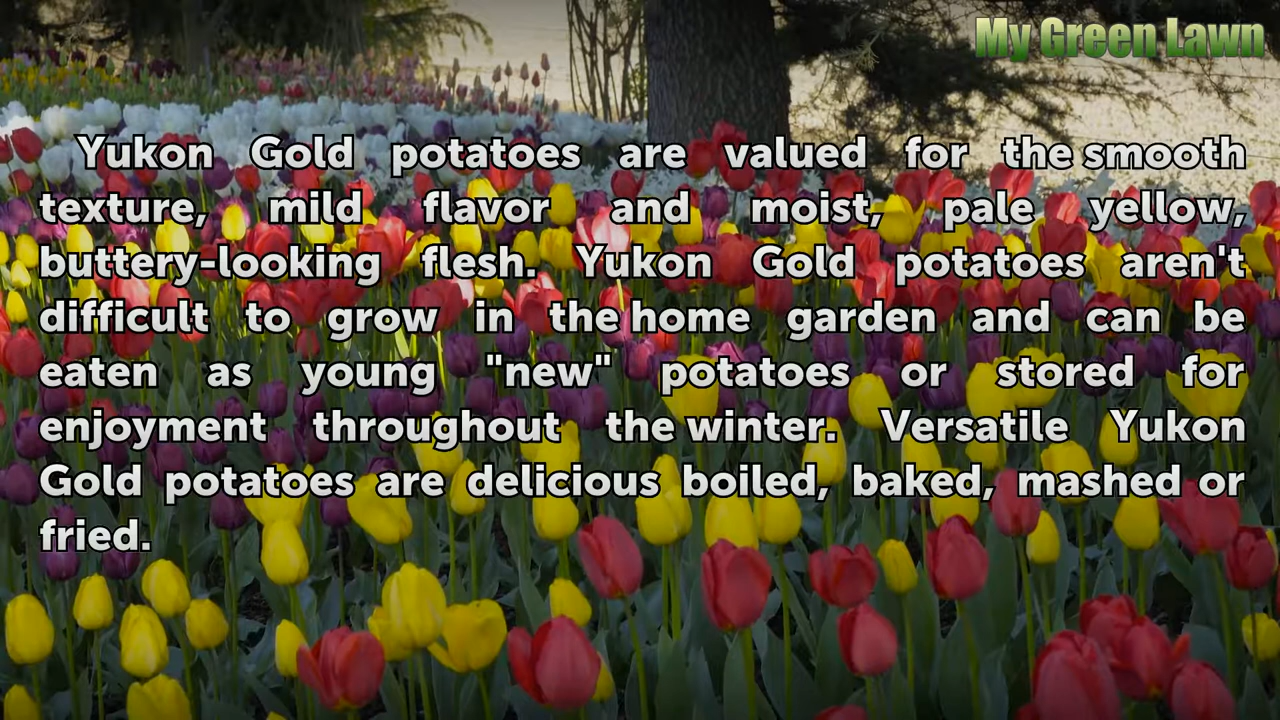 My Green Lawn
Yukon Gold potatoes are valued for the smooth
texture, mild flavor and moist, pale yellow,
buttery-looking flesh. Yukon Gold potatoes aren't
difficult to grow in the home garden and can be
eaten as young "new" potatoes or stored for
enjoyment throughout the winter. Versatile Yukon
Gold potatoes are delicious boiled, baked, mashed or
fried.